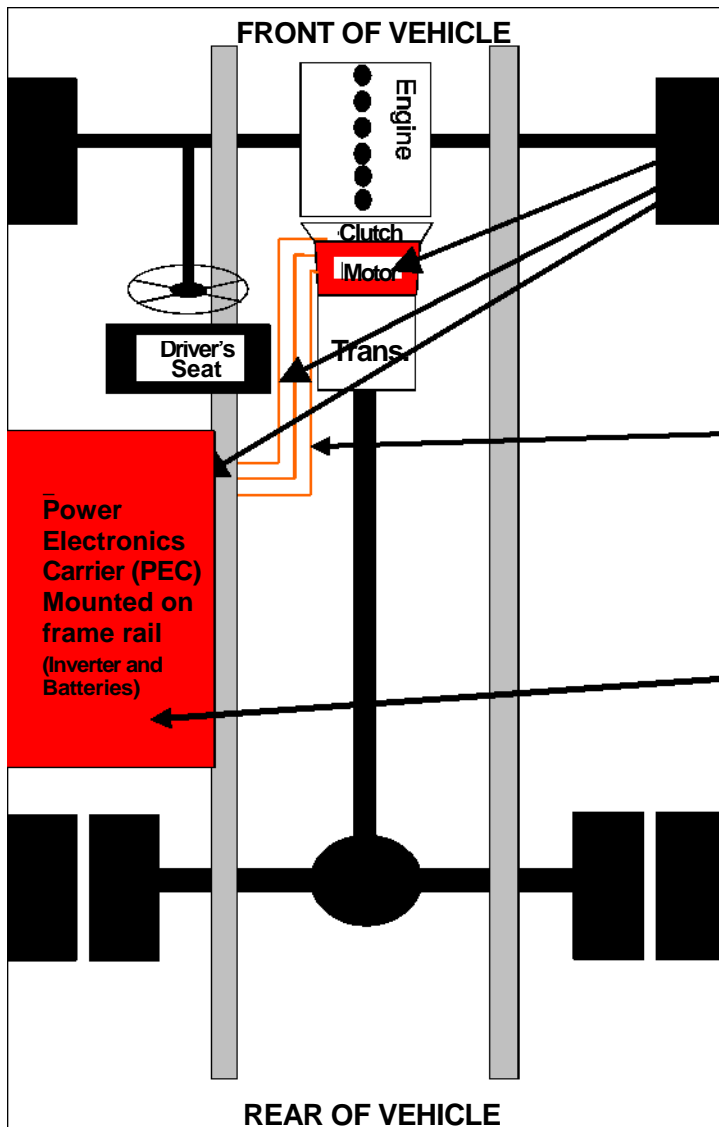 FRONT OF VEHICLE
Engine
Clutch
Motor
Trans.
Driver's
Seat
Power
Electronics
Carrier (PEC)
Mounted on
frame rail
(Inverter and
Batteries)
REAR OF VEHICLE